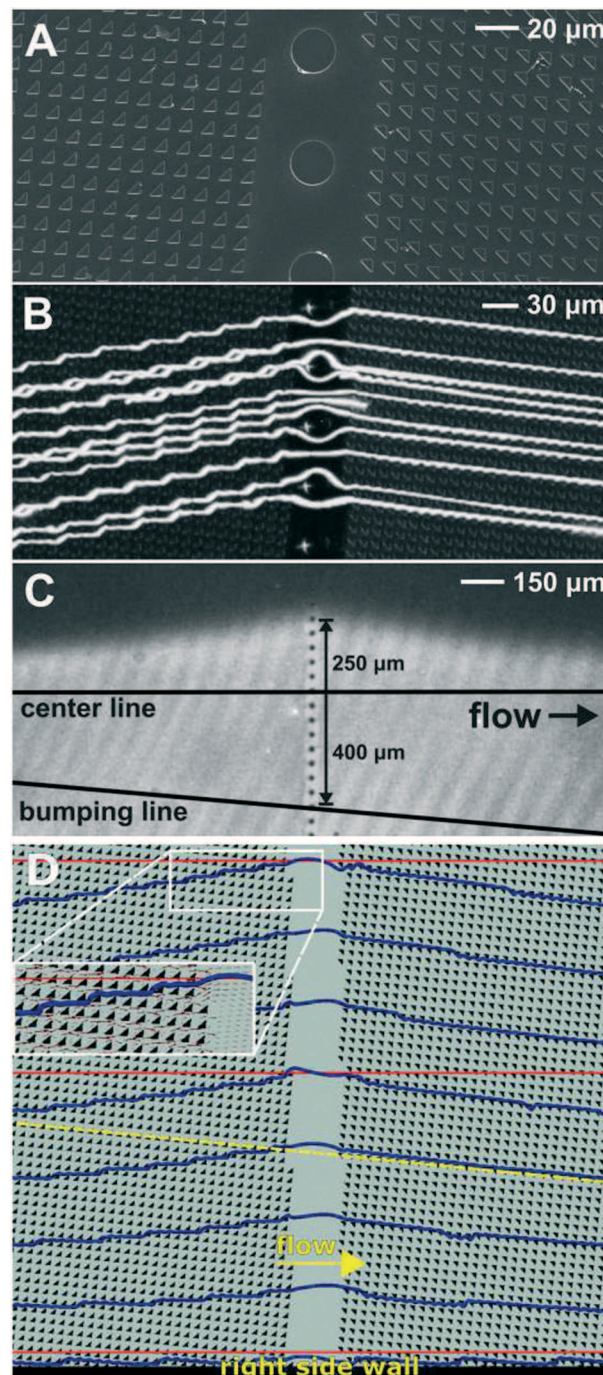 A
20 µm
B
30 µm
C
150 µm
250 µm
center line
flow
400 µm
bumping line
D
flow
right side wall